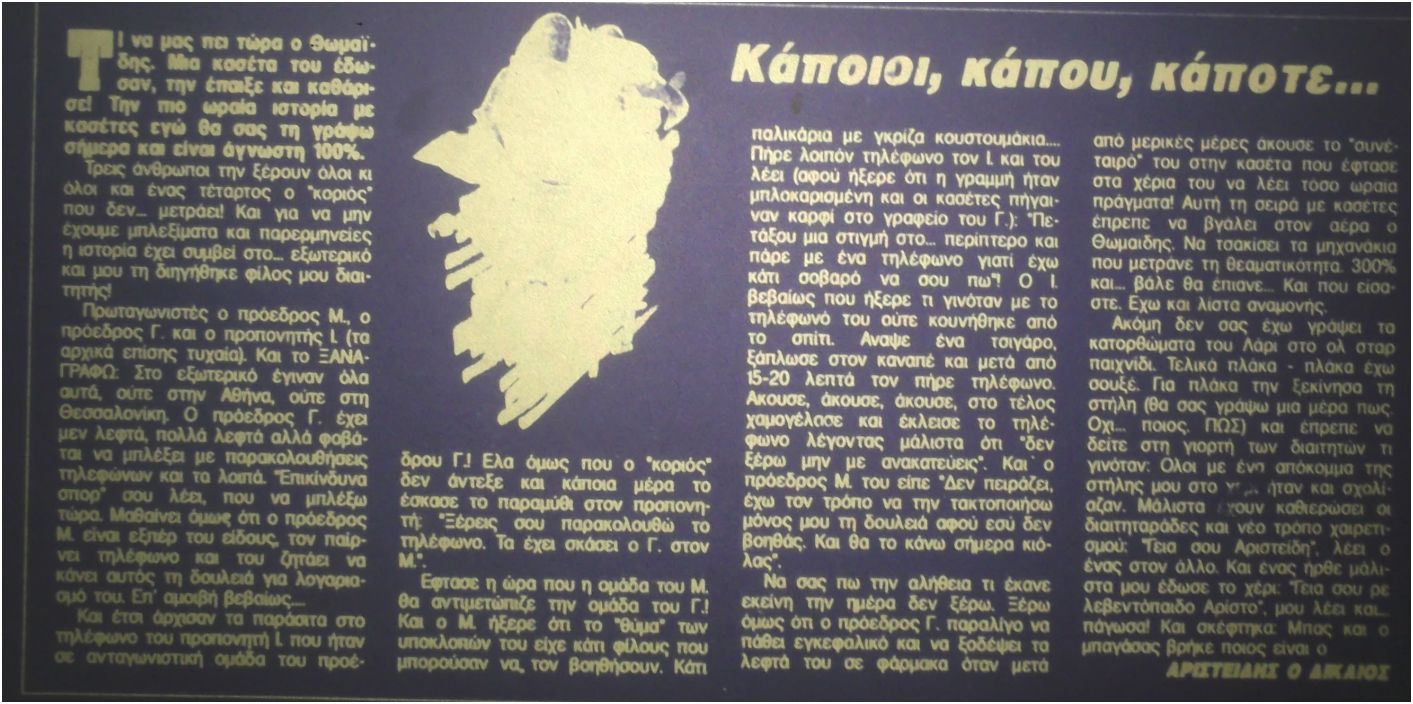 Κάποιοι, κάπου, κάποτε...
Τί να μας πει τώρα ο Θωμαϊ-
δης. Μια κασέτα του έδω-
σαν, την έπαιξε και καθάρι-
σε! Την πιο ωραία ιστορία με
κασέτες εγώ θα σας τη γράψω
σήμερα και είναι άγνωστη 100%.
Τρεις άνθρωποι την ξέρουν όλοι κι
όλοι και ένας τέταρτος ο "κοριός"
που δεν... μετράει! Και για να μην
έχουμε μπλεξίματα και παρερμηνείες
η ιστορία έχει συμβεί στο... εξωτερικό
και μου τη διηγήθηκε φίλος μου διαι-
τητής!
Πρωταγωνιστές ο πρόεδρος Μ., ο
πρόεδρος Γ. και ο προπονητής Ι. (τα
αρχικά επίσης τυχαία). Και το ΞΑΝΑ-
ΓΡΑΦΩ: Στο εξωτερικό έγιναν όλα
αυτά, ούτε στην Αθήνα, ούτε στη
Θεσσαλονίκη. Ο πρόεδρος Γ. έχει
μεν λεφτά, πολλά λεφτά αλλά φοβά-
ται να μπλέξει με παρακολουθήσεις
τηλεφώνων και τα λοιπά. "Επικίνδυνα
σπορ" σου λέει, που να μπλέξω
τώρα. Μαθαίνει όμως ότι ο πρόεδρος
Μ. είναι εξπέρ του είδους, τον παίρ-
νει τηλέφωνο και του ζητάει να
κάνει αυτός τη δουλειά για λογαρια-
σμό του. Επ' αμοιβή βεβαίως...
Και έτσι άρχισαν τα παράσιτα στο
τηλέφωνο του προπονητή Ι. που ήταν
σε ανταγωνιστική ομάδα του προέ-
δρου Γ.! Ελα όμως που ο "κοριός"
δεν άντεξε και κάποια μέρα το
έσκασε το παραμύθι στον προπονη-
τή: "Ξέρεις σου παρακολουθώ το
τηλέφωνο. Τα έχει σκάσει ο Γ. στον
Μ.".
Εφτασε η ώρα που η ομάδα του Μ.
θα αντιμετώπιζε την ομάδα του Γ.!
Και ο Μ. ήξερε ότι το "θύμα" των
υποκλοπών του είχε κάτι φίλους που
μπορούσαν να, τον βοηθήσουν. Κάτι
παλικάρια με γκρίζα κουστουμάκια....
Πήρε λοιπόν τηλέφωνο τον Ι. και του
λέει (αφού ήξερε ότι η γραμμή ήταν
μπλοκαρισμένη και οι κασέτες πήγαι-
ναν καρφί στο γραφείο του Γ.): "Πε-
τάξου μια στιγμή στο... περίπτερο και
πάρε με ένα τηλέφωνο γιατί έχω
κάτι σοβαρό να σου πω"! Ο Ι.
βεβαίως που ήξερε τι γινόταν με το
τηλέφωνό του ούτε κουνήθηκε από
το σπίτι. Αναψε ένα τσιγάρο,
ξάπλωσε στον καναπέ και μετά από
15-20 λεπτά τον πήρε τηλέφωνο.
Ακουσε, άκουσε, άκουσε, στο τέλος
χαμογέλασε και έκλεισε το τηλέ-
φωνο λέγοντας μάλιστα ότι "δεν
ξέρω μην με ανακατεύεις". Και ο
πρόεδρος Μ. του είπε "Δεν πειράζει,
έχω τον τρόπο να την τακτοποιήσω
μόνος μου τη δουλειά αφού εσύ δεν
βοηθάς. Και θα το κάνω σήμερα κιό-
λας".
Να σας πω την αλήθεια τι έκανε
εκείνη την ημέρα δεν ξέρω. Ξέρω
όμως ότι ο πρόεδρος Γ. παραλίγο να
πάθει εγκεφαλικό και να ξοδέψει τα
λεφτά του σε φάρμακα όταν μετά
από μερικές μέρες άκουσε το "συνέ-
ταιρό" του στην κασέτα που έφτασε
στα χέρια του να λέει τόσο ωραία
πράγματα! Αυτή τη σειρά με κασέτες
έπρεπε να βγάλει στον αέρα ο
Θωμαιδης. Να τσακίσει τα μηχανάκια
που μετράνε τη θεαματικότητα. 300%
και... βάλε θα έπιανε... Και που είσα-
στε. Εχω και λίστα αναμονής.
Ακόμη δεν σας έχω γράψει τα
κατορθώματα του Λάρι στο ολ σταρ
παιχνίδι. Τελικά πλάκα - πλάκα έχω
σουξέ. Για πλάκα την ξεκίνησα τη
στήλη (θα σας γράψω μια μέρα πως.
Οχι... ποιος. ΠΩΣ) και έπρεπε να
δείτε στη γιορτή των διαιτητών τι
γινόταν: Ολοι με ένα απόκομμα της
στήλης μου στο ήταν και σχολί-
αζαν. Μάλιστα έχουν καθιερώσει οι
διαιτηταράδες και νέο τρόπο χαιρετι-
σμού: "Γεια σου Αριστείδη", λέει ο
ένας στον άλλο. Και ένας ήρθε μάλι-
στα μου έδωσε το χέρι: "Γεια σου ρε
λεβεντόπαιδο Αρίστο", μου λέει και...
πάγωσα! Και σκέφτηκα: Μπας και ο
μπαγάσας βρήκε ποιος είναι ο
ΑΡΙΣΤΕΙΔΗΣ Ο ΔΙΚΑΙΟΣ